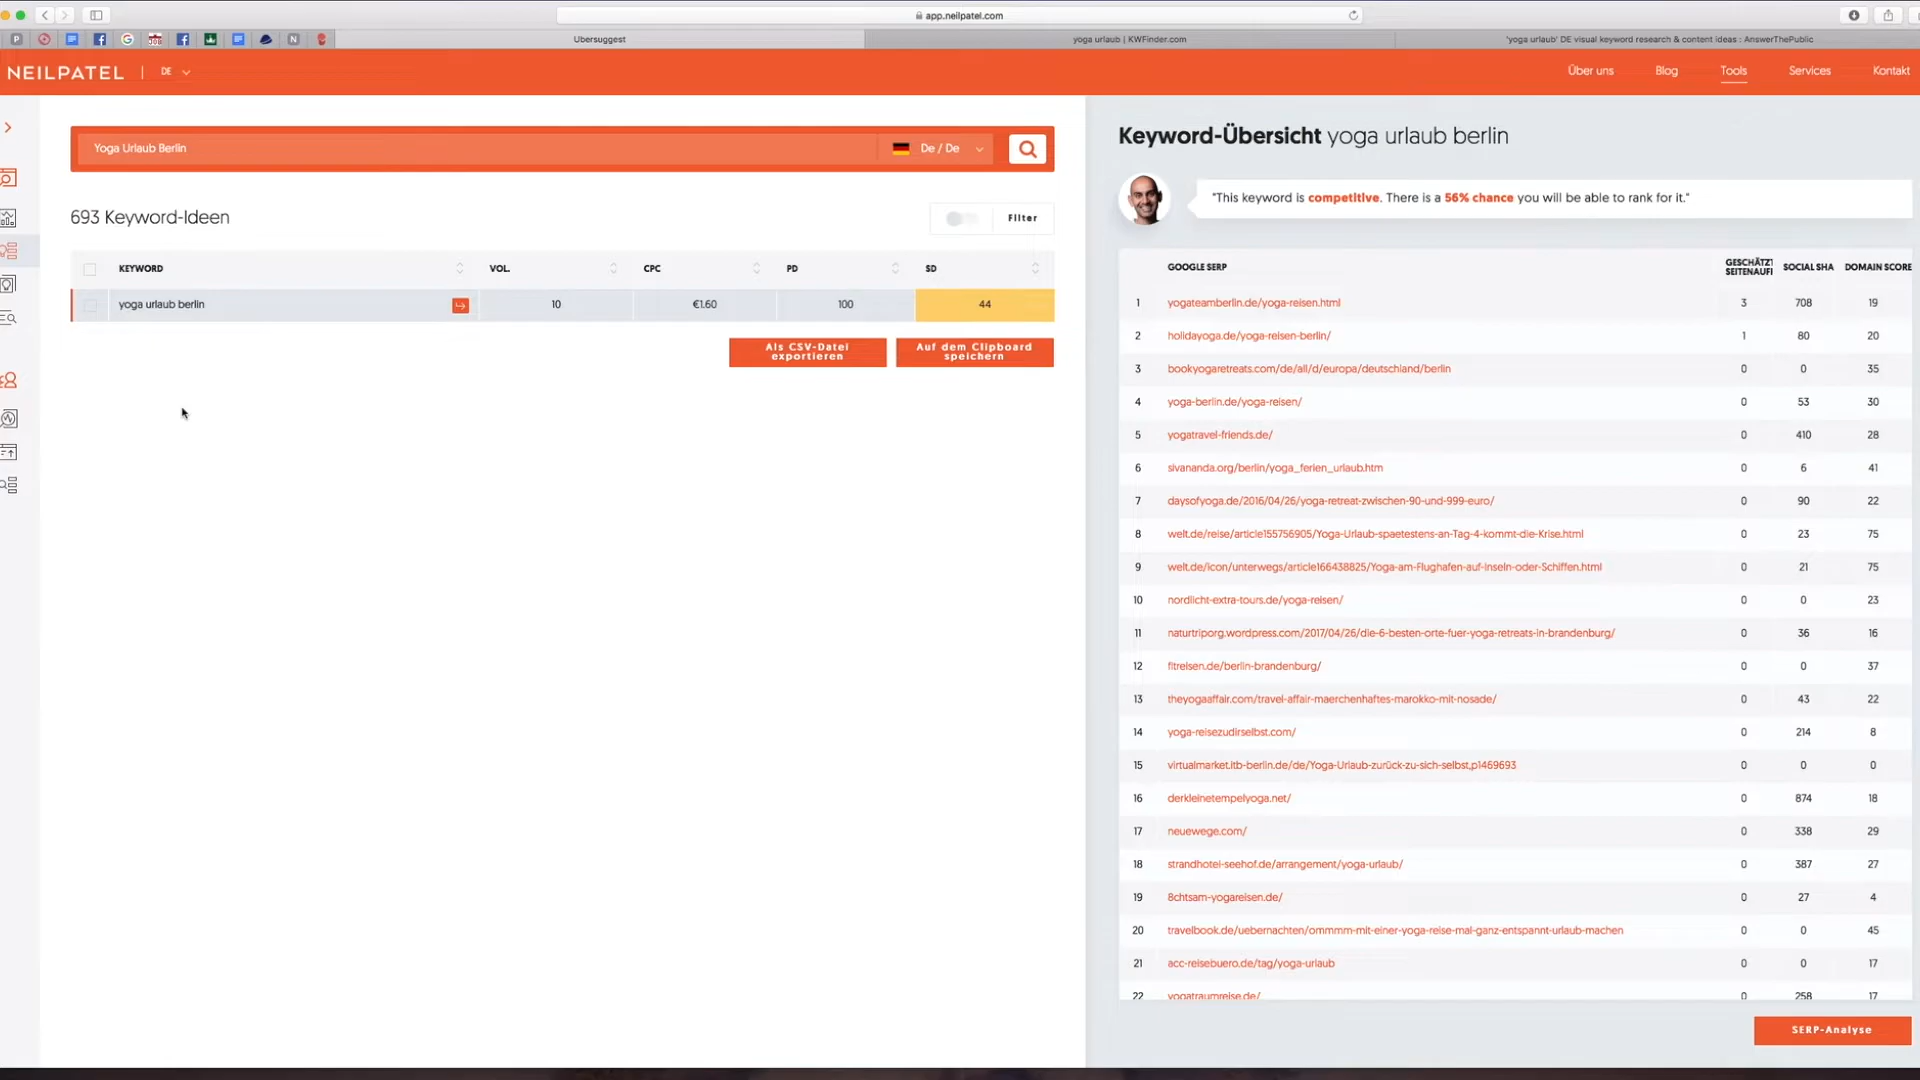 app.neilpatel.com
Ubersuggest
yoga urlaub | KWFinder.com
'yoga urlaub' DE visual keyword research & content ideas : AnswerThePublic
NEILPATEL | DE
Über uns
Blog
Tools
Services
Kontakt
Yoga Urlaub Berlin
De / De
693 Keyword-Ideen
Filter
KEYWORD VOL. CPC PD SD
yoga urlaub berlin 10 €1.60 100 44
Als CSV-Datei
exportieren
Auf dem Clipboard
speichern
Keyword-Übersicht yoga urlaub berlin
"This keyword is competitive. There is a 56% chance you will be able to rank for it."
GOOGLE SERP GESCHÄTZT SEITENAUFI SOCIAL SHA DOMAIN SCORE
1 yogateamberlin.de/yoga-reisen.html 3 708 19
2 holidayoga.de/yoga-reisen-berlin/ 1 80 20
3 bookyogaretreats.com/de/all/d/europa/deutschland/berlin 0 0 35
4 yoga-berlin.de/yoga-reisen/ 0 53 30
5 yogatravel-friends.de/ 0 410 28
6 sivananda.org/berlin/yoga_ferien_urlaub.htm 0 6 41
7 daysofyoga.de/2016/04/26/yoga-retreat-zwischen-90-und-999-euro/ 0 90 22
8 welt.de/reise/article155756905/Yoga-Urlaub-spaetestens-an-Tag-4-kommt-die-Krise.html 0 23 75
9 welt.de/icon/unterwegs/article166438825/Yoga-am-Flughafen-auf-Inseln-oder-Schiffen.html 0 21 75
10 nordlicht-extra-tours.de/yoga-reisen/ 0 0 23
11 naturtriporg.wordpress.com/2017/04/26/die-6-besten-orte-fuer-yoga-retreats-in-brandenburg/ 0 36 16
12 fitreisen.de/berlin-brandenburg/ 0 0 37
13 theyogaaffair.com/travel-affair-maerchenhaftes-marokko-mit-nosade/ 0 43 22
14 yoga-reisezudirselbst.com/ 0 214 8
15 virtualmarket.itb-berlin.de/de/Yoga-Urlaub-zurück-zu-sich-selbst,p1469693 0 0 0
16 derkleinetempelyoga.net/ 0 874 18
17 neuewege.com/ 0 338 29
18 strandhotel-seehof.de/arrangement/yoga-urlaub/ 0 387 27
19 8chtsam-yogareisen.de/ 0 27 4
20 travelbook.de/uebernachten/ommmm-mit-einer-yoga-reise-mal-ganz-entspannt-urlaub-machen 0 0 45
21 acc-reisebuero.de/tag/yoga-urlaub 0 0 17
22 yogatraumreise.de/ 0 258 17
SERP-Analyse